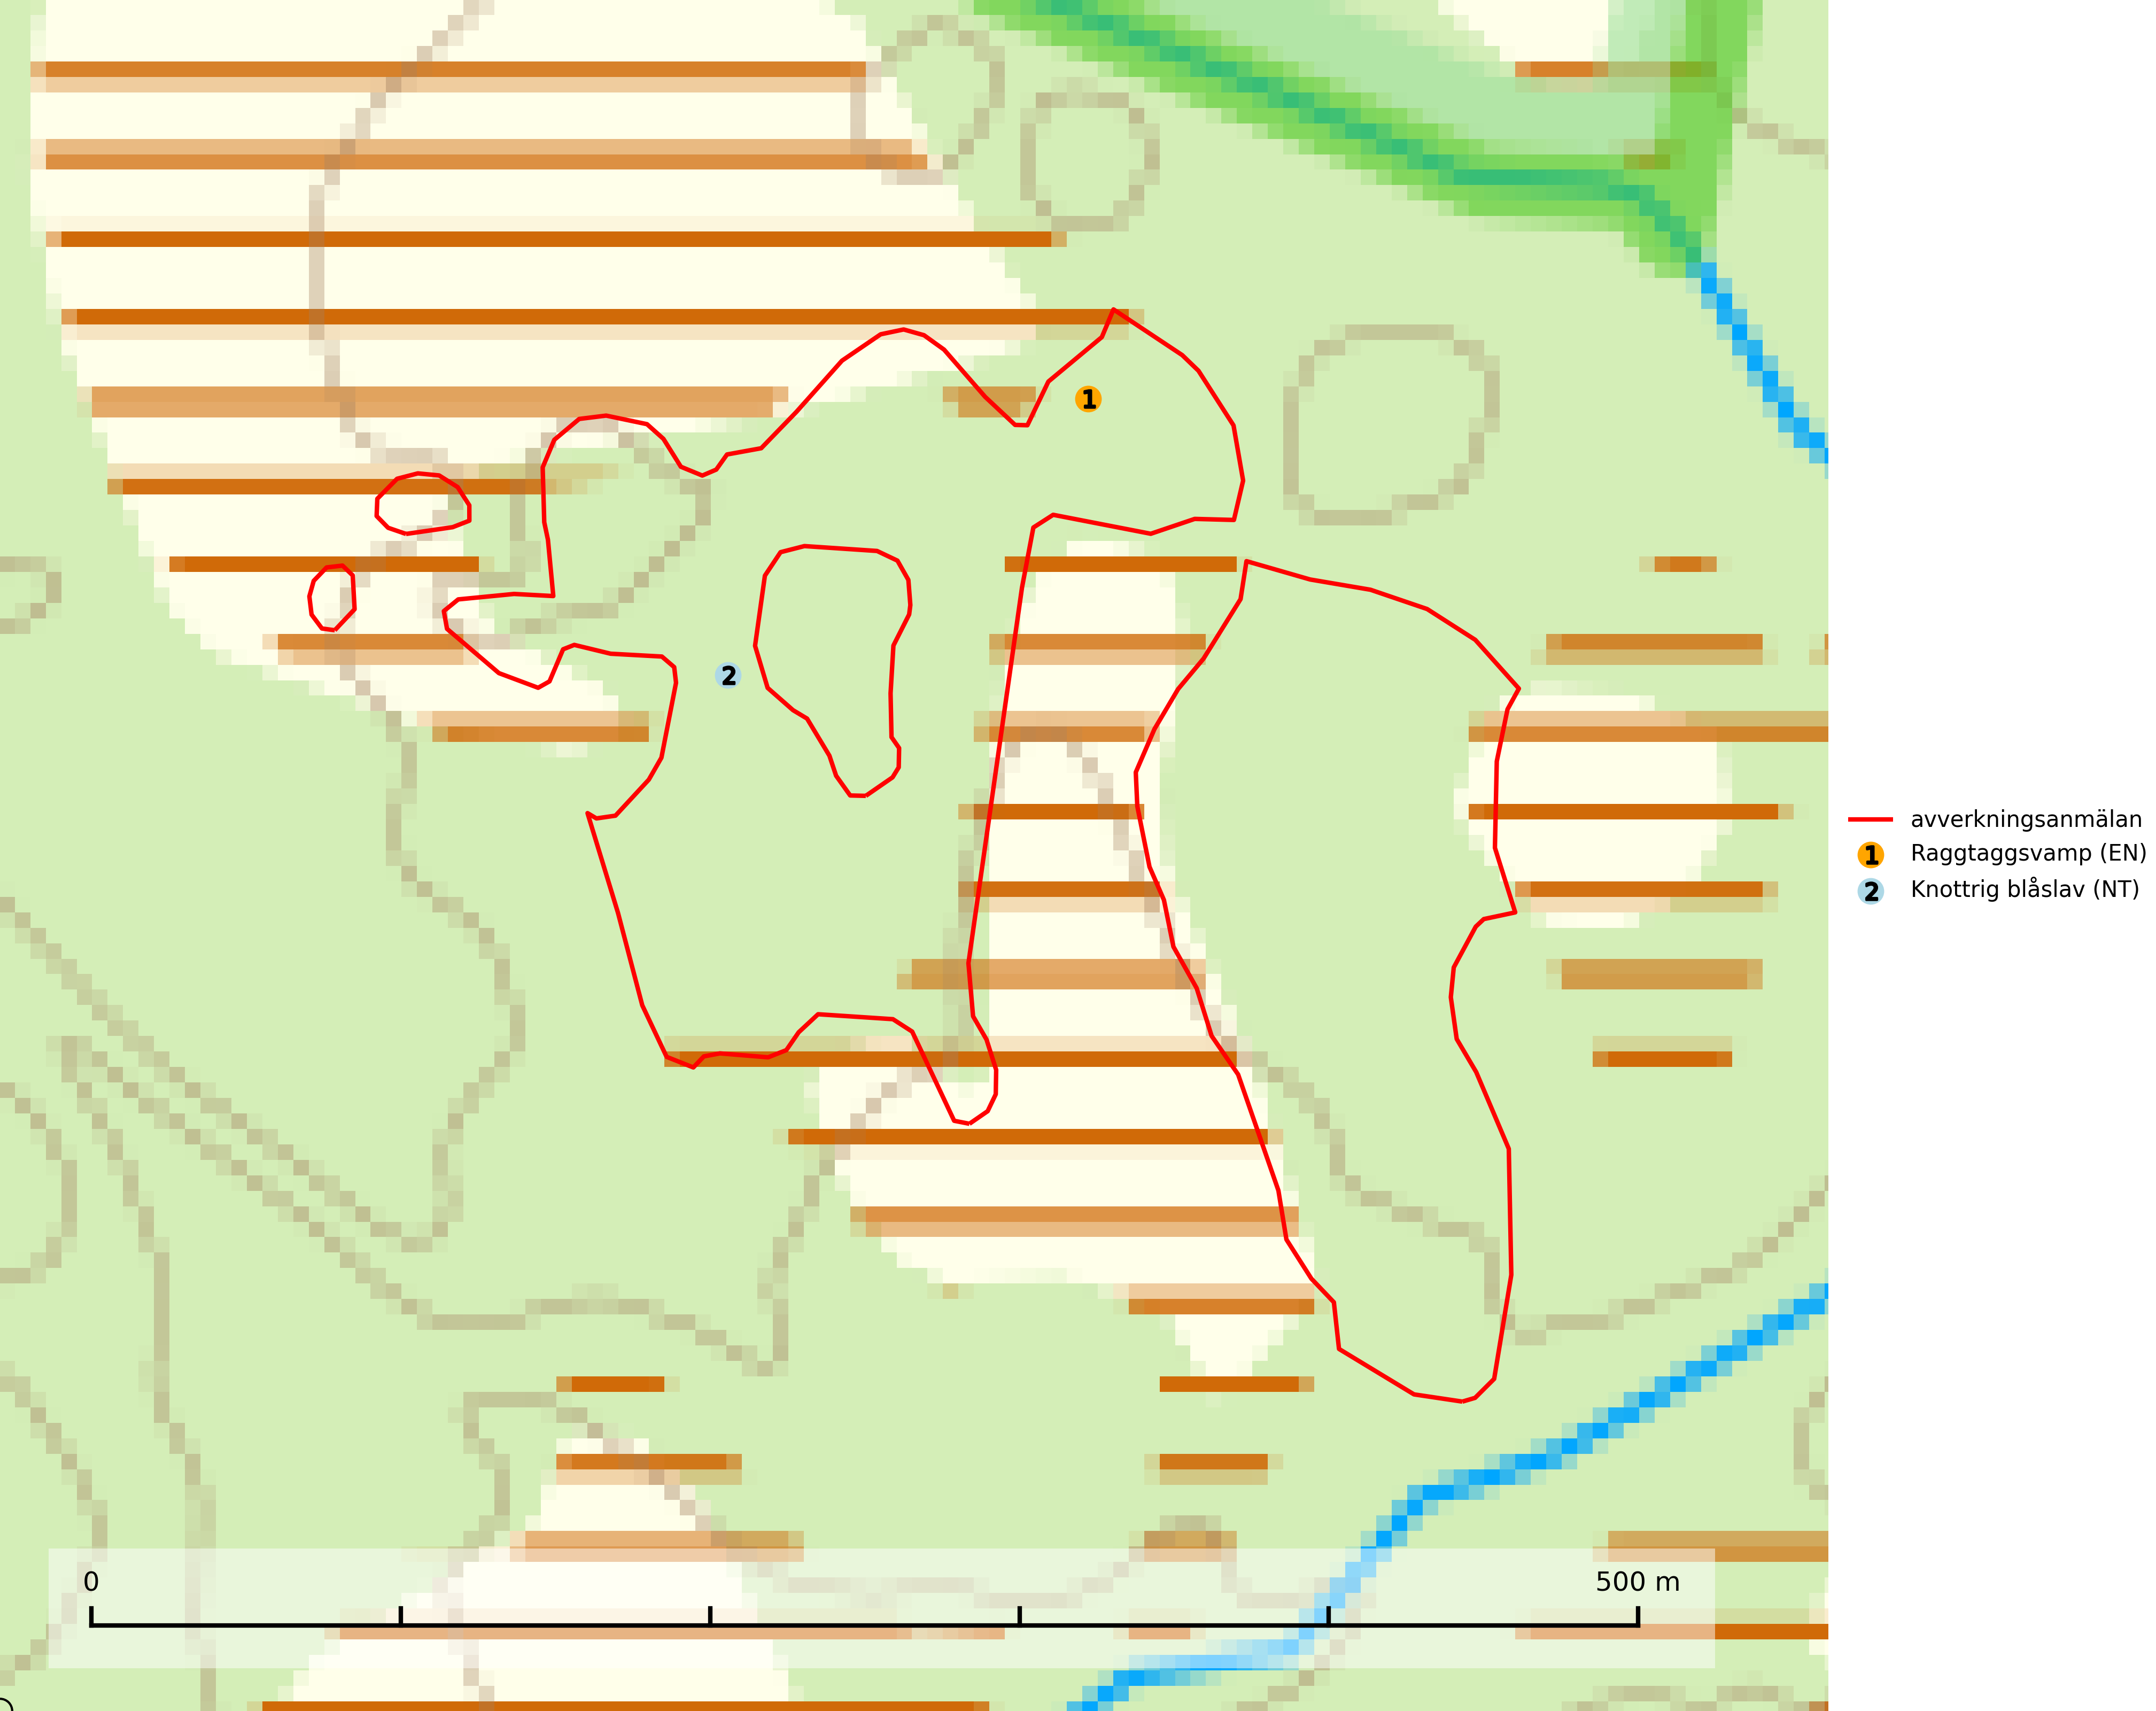 1
2
avverkningsanmälan
1 Raggtaggsvamp (EN)
2 Knottrig blåslav (NT)
0 500 m